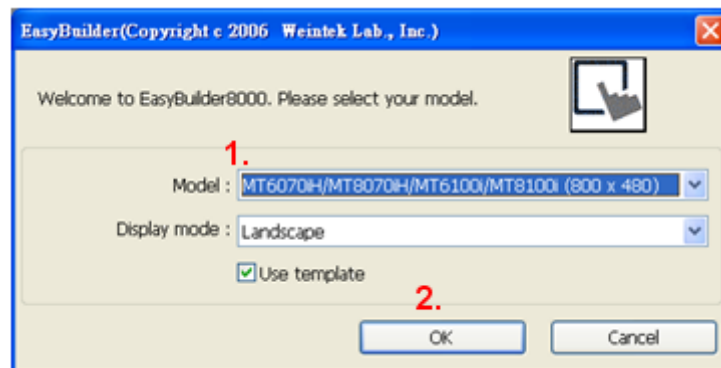 EasyBuilder(Copyright c 2006 Weintek Lab., Inc.)
Welcome to EasyBuilder8000. Please select your model.
1.
Model : MT6070iH/MT8070iH/MT6100i/MT8100i (800 x 480)
Display mode : Landscape
Use template
2.
OK Cancel